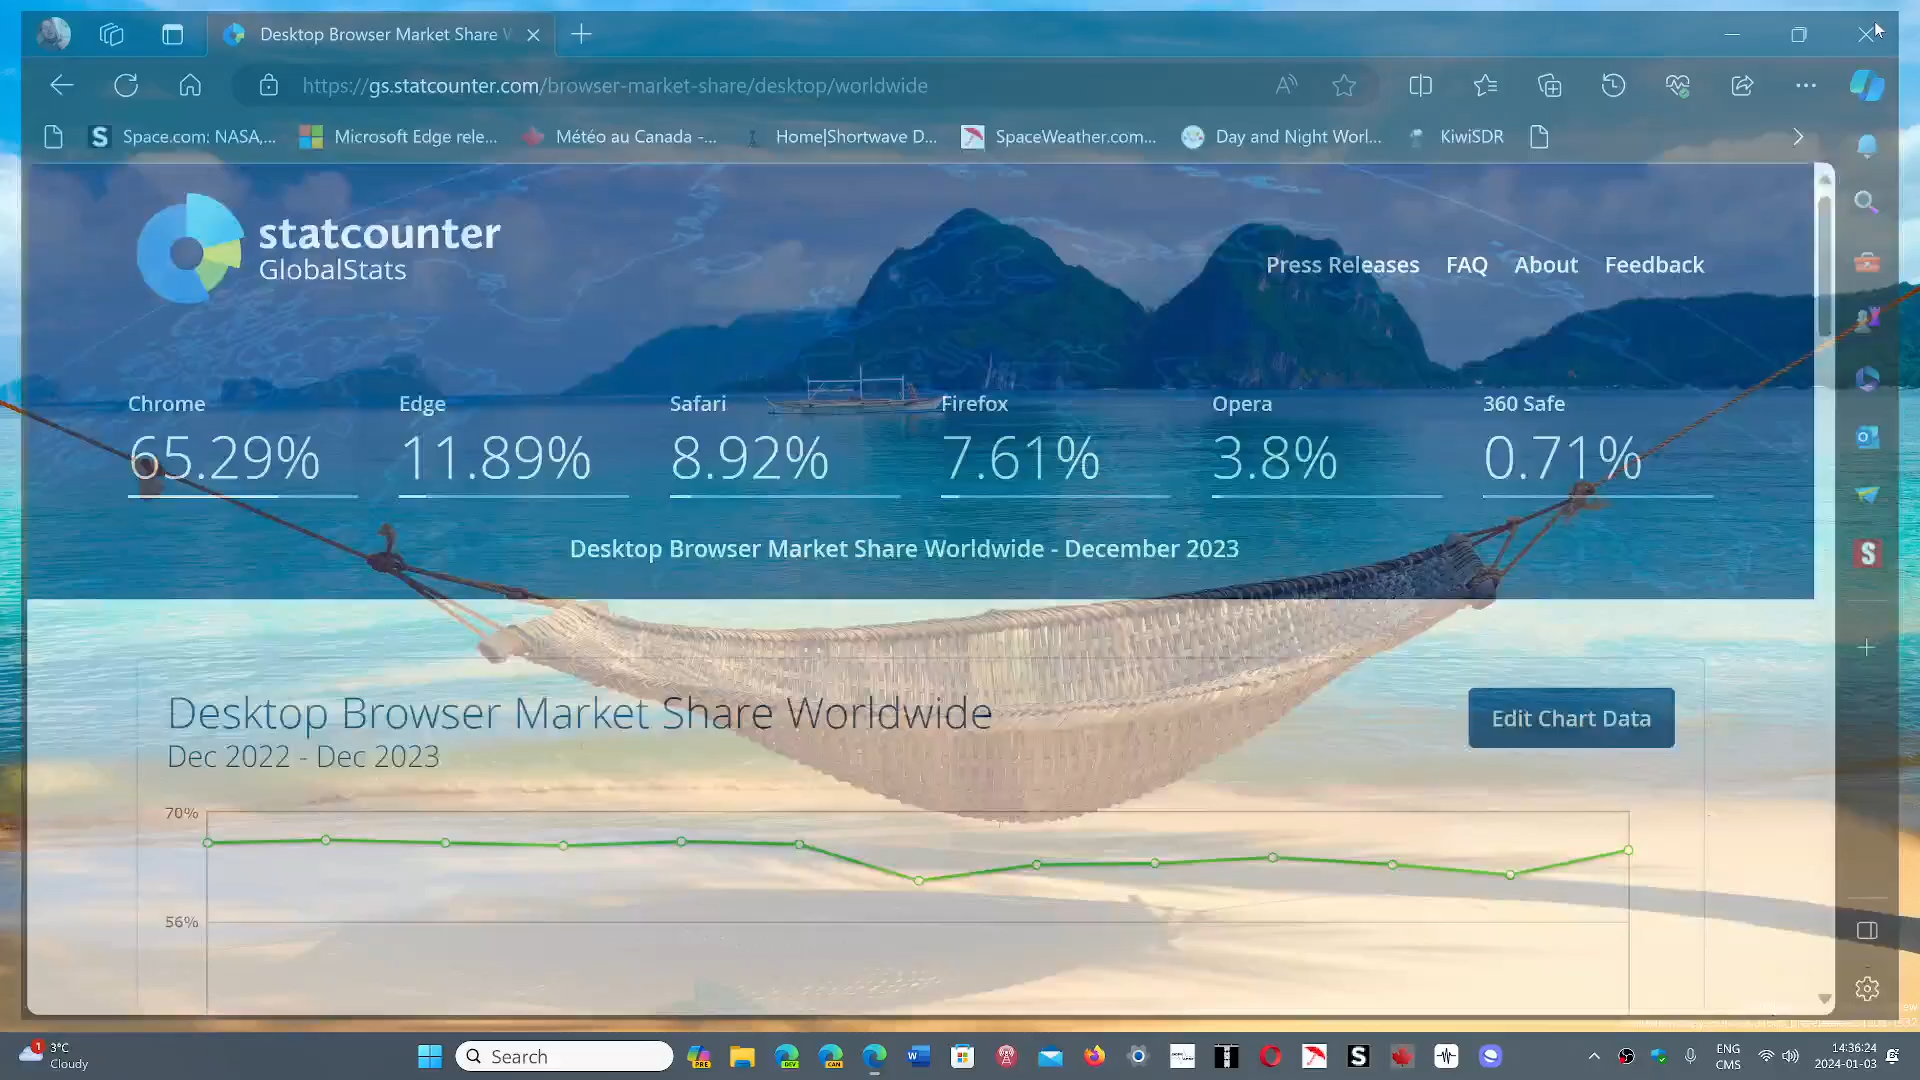 Desktop Browser Market Share
https://gs.statcounter.com/browser-market-share/desktop/worldwide
S Space.com: NASA,... Microsoft Edge rele... Météo au Canada -... Home|Shortwave D... SpaceWeather.com... Day and Night Worl... KiwiSDR
statcounter
GlobalStats
Press Releases FAQ About Feedback
Chrome Edge Safari Firefox Opera 360 Safe
65.29% 11.89% 8.92% 7.61% 3.8% 0.71%
Desktop Browser Market Share Worldwide - December 2023
Desktop Browser Market Share Worldwide
Dec 2022 - Dec 2023
Edit Chart Data
70%
56%
S
1
3°C
Cloudy
Search
PRE
DEV
CAN
S
ENG
CMS
14:36:24
2024-01-03